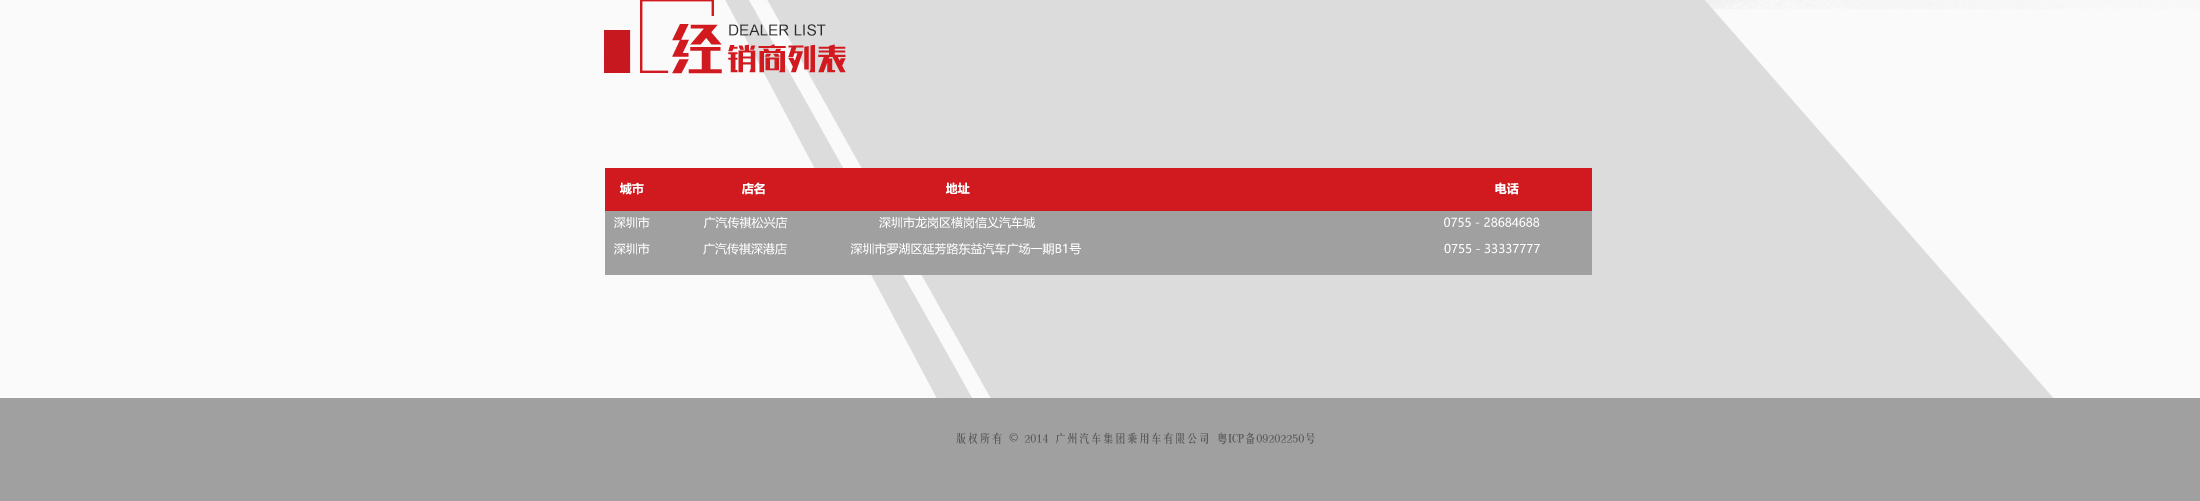 DEALER LIST
经销商列表
城市 店名 地址 电话
深圳市 广汽传祺松兴店 深圳市龙岗区横岗信义汽车城 0755 - 28684688
深圳市 广汽传祺深港店 深圳市罗湖区延芳路东益汽车广场一期B1号 0755 - 33337777
版权所有 © 2014 广州汽车集团乘用车有限公司 粤ICP备09202250号